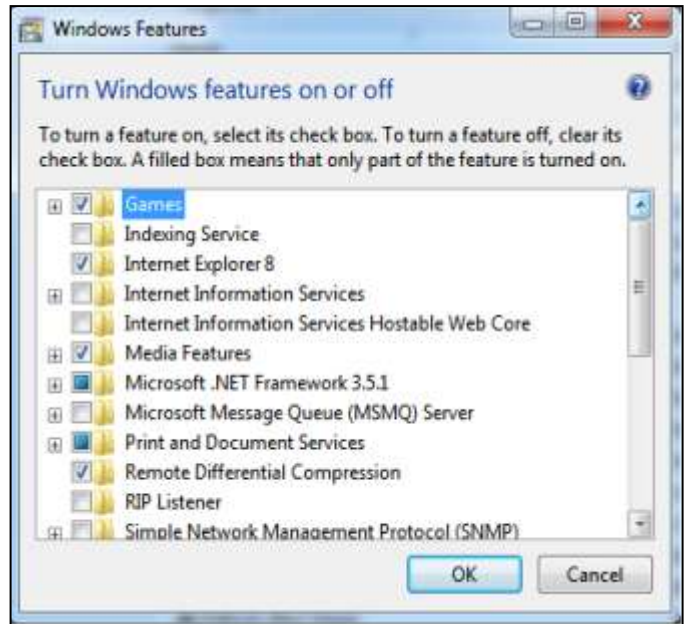 Windows Features
Turn Windows features on or off
To turn a feature on, select its check box. To turn a feature off, clear its
check box. A filled box means that only part of the feature is turned on.
Games
Indexing Service
Internet Explorer 8
Internet Information Services
Internet Information Services Hostable Web Core
Media Features
Microsoft .NET Framework 3.5.1
Microsoft Message Queue (MSMQ) Server
Print and Document Services
Remote Differential Compression
RIP Listener
Simple Network Management Protocol (SNMP)
OK Cancel